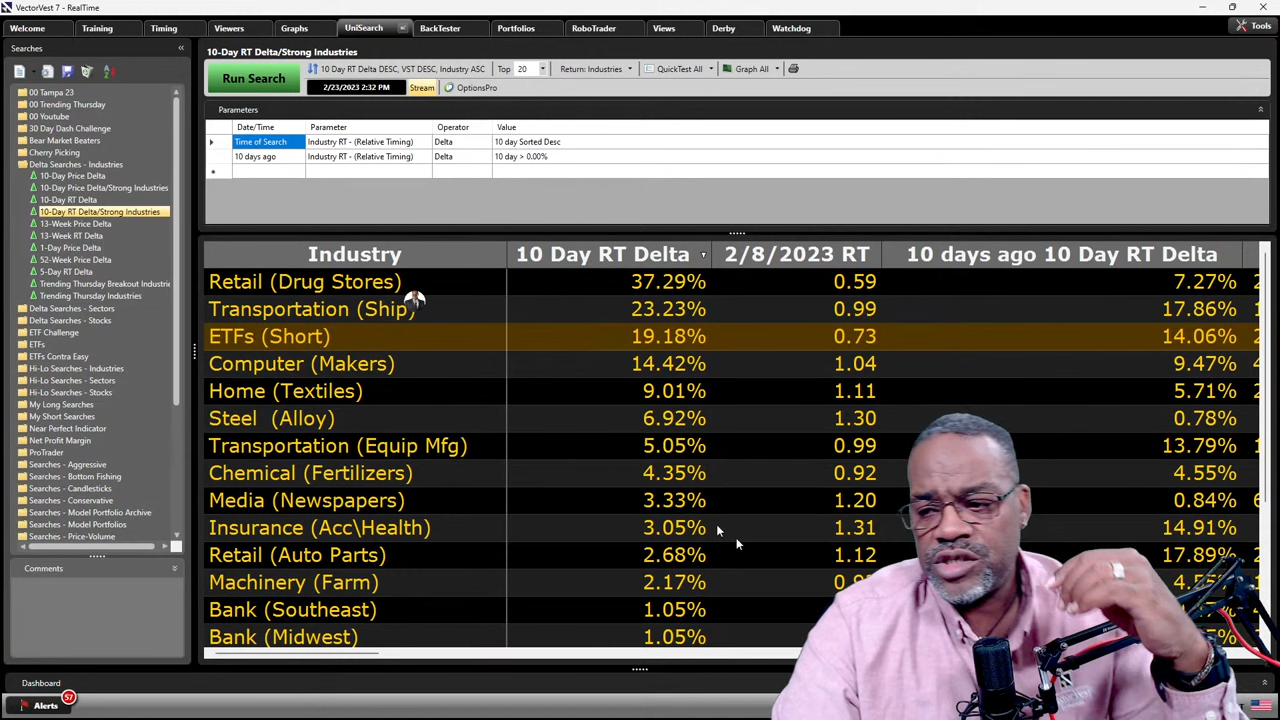 VectorVest 7 - RealTime
Welcome Training Timing Viewers Graphs UniSearch BackTester Portfolios RoboTrader Views Derby Watchdog Tools
Searches
00 Tampa 23
00 Trending Thursday
00 Youtube
30 Day Dash Challenge
Bear Market Beaters
Cherry Picking
Delta Searches - Industries
10-Day Price Delta
10-Day Price Delta/Strong Industries
10-Day RT Delta
10-Day RT Delta/Strong Industries
13-Week Price Delta
13-Week RT Delta
1-Day Price Delta
52-Week Price Delta
5-Day RT Delta
Trending Thursday Breakout Industrie
Trending Thursday Industries
Delta Searches - Sectors
Delta Searches - Stocks
ETF Challenge
ETFs
ETFs Contra Easy
Hi-Lo Searches - Industries
Hi-Lo Searches - Sectors
Hi-Lo Searches - Stocks
My Long Searches
My Short Searches
Near Perfect Indicator
Net Profit Margin
ProTrader
Searches - Aggressive
Searches - Bottom Fishing
Searches - Candlesticks
Searches - Conservative
Searches - Model Portfolio Archive
Searches - Model Portfolios
Searches - Price-Volume
Comments
10-Day RT Delta/Strong Industries
Run Search 10 Day RT Delta DESC, VST DESC, Industry ASC Top 20 Return: Industries QuickTest All Graph All
2/23/2023 2:32 PM Stream OptionsPro
Parameters
Date/Time Parameter Operator Value
Time of Search Industry RT - (Relative Timing) Delta 10 day Sorted Desc
10 days ago Industry RT - (Relative Timing) Delta 10 day > 0.00%
Industry 10 Day RT Delta 2/8/2023 RT 10 days ago 10 Day RT Delta
Retail (Drug Stores) 37.29% 0.59 7.27%
Transportation (Ship) 23.23% 0.99 17.86%
ETFs (Short) 19.18% 0.73 14.06%
Computer (Makers) 14.42% 1.04 9.47%
Home (Textiles) 9.01% 1.11 5.71%
Steel (Alloy) 6.92% 1.30 0.78%
Transportation (Equip Mfg) 5.05% 0.99 13.79%
Chemical (Fertilizers) 4.35% 0.92 4.55%
Media (Newspapers) 3.33% 1.20 0.84%
Insurance (Acc\Health) 3.05% 1.31 14.91%
Retail (Auto Parts) 2.68% 1.12 17.89%
Machinery (Farm) 2.17%
Bank (Southeast) 1.05%
Bank (Midwest) 1.05%
Dashboard
Alerts 57